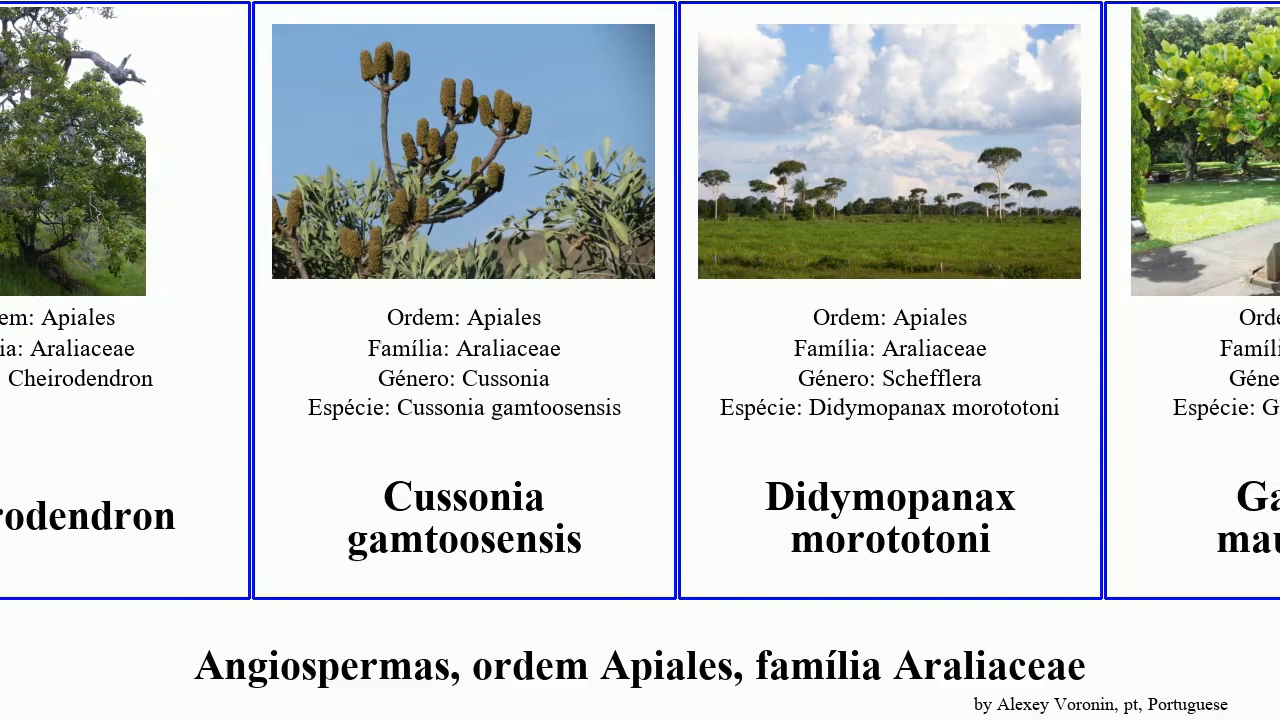 em: Apiales
ia: Araliaceae
Cheirodendron
rodendron
Ordem: Apiales
Família: Araliaceae
Género: Cussonia
Espécie: Cussonia gamtoosensis
Cussonia
gamtoosensis
Ordem: Apiales
Família: Araliaceae
Género: Schefflera
Espécie: Didymopanax morototoni
Didymopanax
morototoni
Orde
Famíli
Géne
Espécie: G
Ga
mau
Angiospermas, ordem Apiales, família Araliaceae
by Alexey Voronin, pt, Portuguese